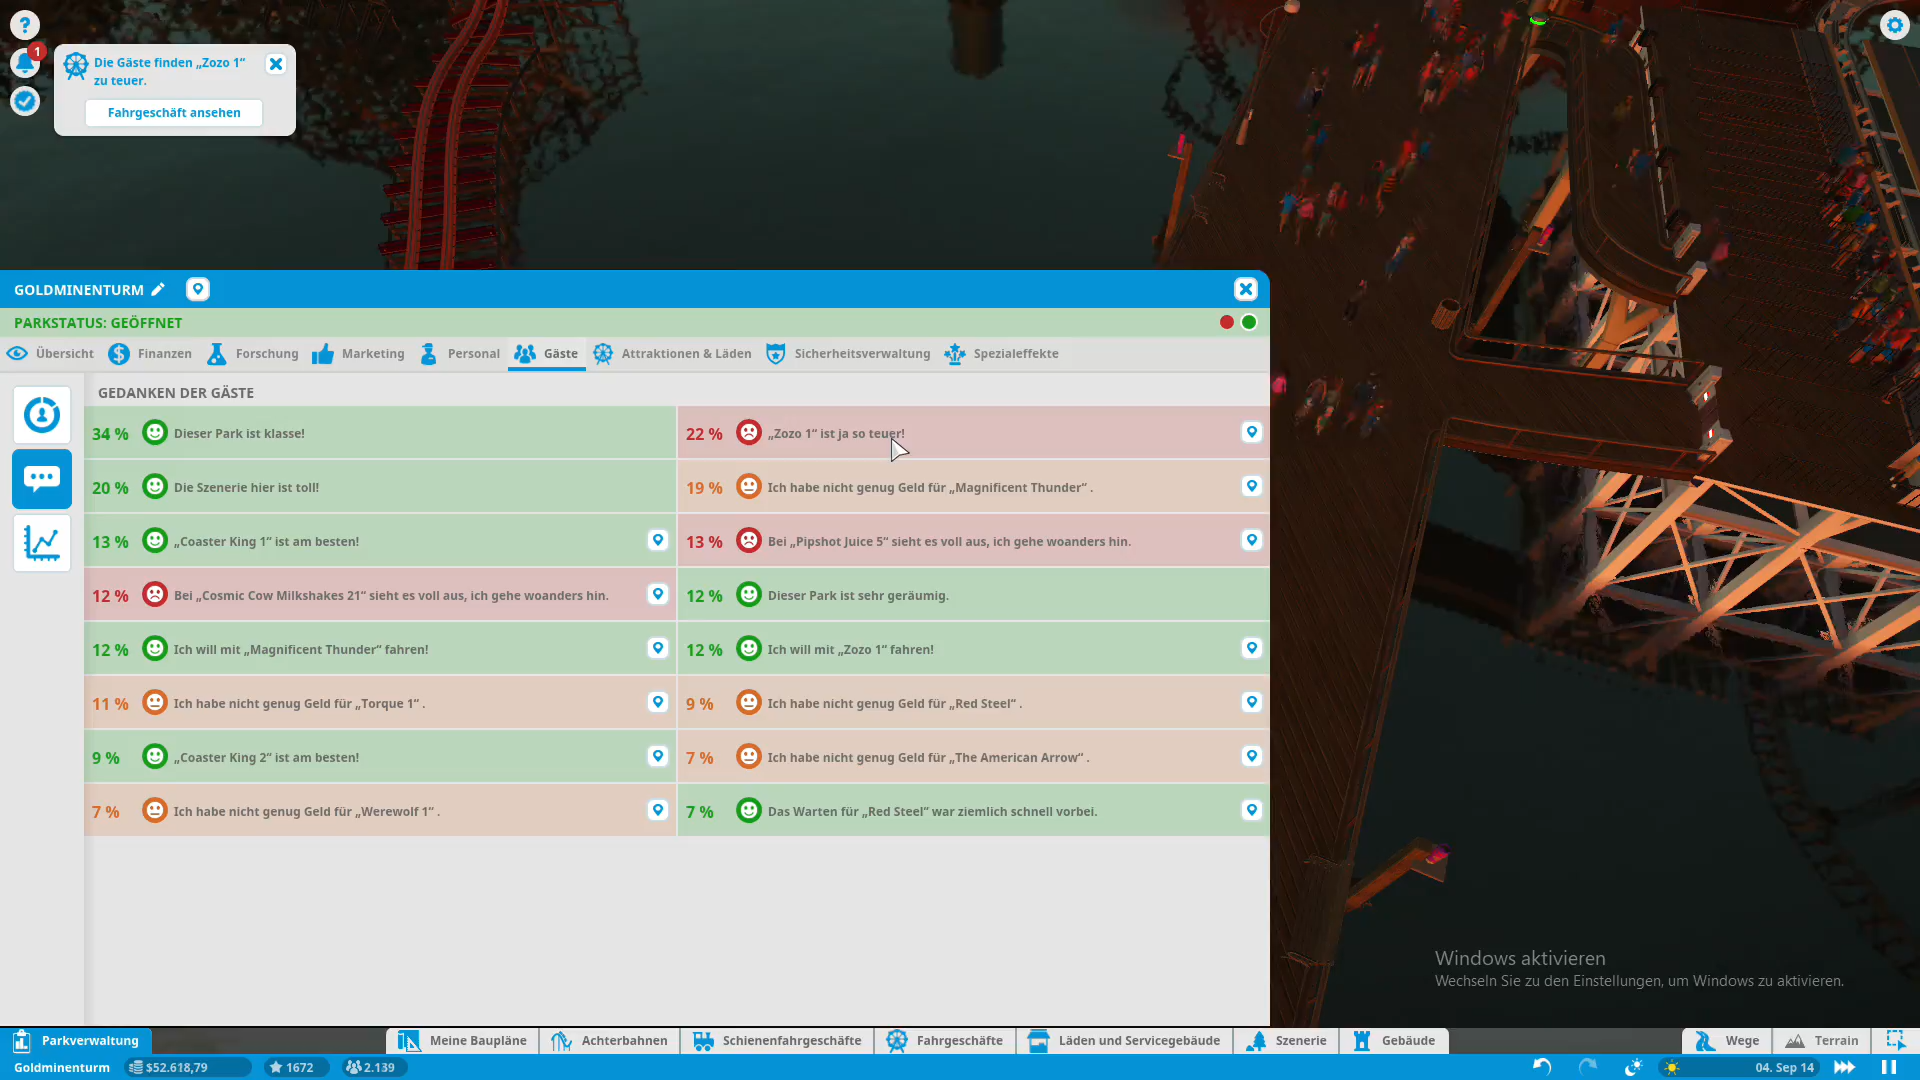 1
Die Gäste finden „Zozo 1“
zu teuer.
Fahrgeschäft ansehen
GOLDMINENTURM
PARKSTATUS: GEÖFFNET
Übersicht Finanzen Forschung Marketing Personal Gäste Attraktionen & Läden Sicherheitsverwaltung Spezialeffekte
GEDANKEN DER GÄSTE
34 % Dieser Park ist klasse!
22 % „Zozo 1“ ist ja so teuer!
20 % Die Szenerie hier ist toll!
19 % Ich habe nicht genug Geld für „Magnificent Thunder“ .
13 % „Coaster King 1“ ist am besten!
13 % Bei „Pipshot Juice 5“ sieht es voll aus, ich gehe woanders hin.
12 % Bei „Cosmic Cow Milkshakes 21“ sieht es voll aus, ich gehe woanders hin.
12 % Dieser Park ist sehr geräumig.
12 % Ich will mit „Magnificent Thunder“ fahren!
12 % Ich will mit „Zozo 1“ fahren!
11 % Ich habe nicht genug Geld für „Torque 1“ .
9 % Ich habe nicht genug Geld für „Red Steel“ .
9 % „Coaster King 2“ ist am besten!
7 % Ich habe nicht genug Geld für „The American Arrow“ .
7 % Ich habe nicht genug Geld für „Werewolf 1“ .
7 % Das Warten für „Red Steel“ war ziemlich schnell vorbei.
Windows aktivieren
Wechseln Sie zu den Einstellungen, um Windows zu aktivieren.
Parkverwaltung Meine Baupläne Achterbahnen Schienenfahrgeschäfte Fahrgeschäfte Läden und Servicegebäude Szenerie Gebäude Wege Terrain
Goldminenturm $52.618,79 1672 2.139 04. Sep 14